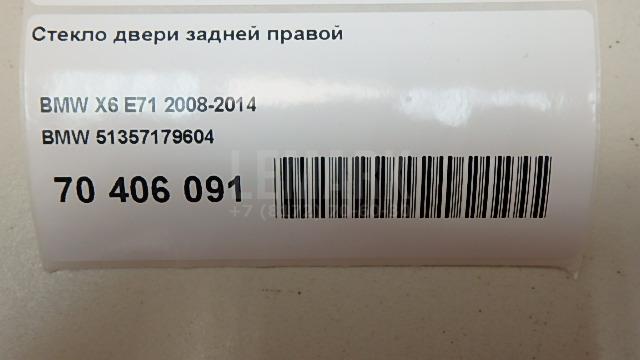 Стекло двери задней правой
BMW X6 E71 2008-2014
BMW 51357179604
70 406 091